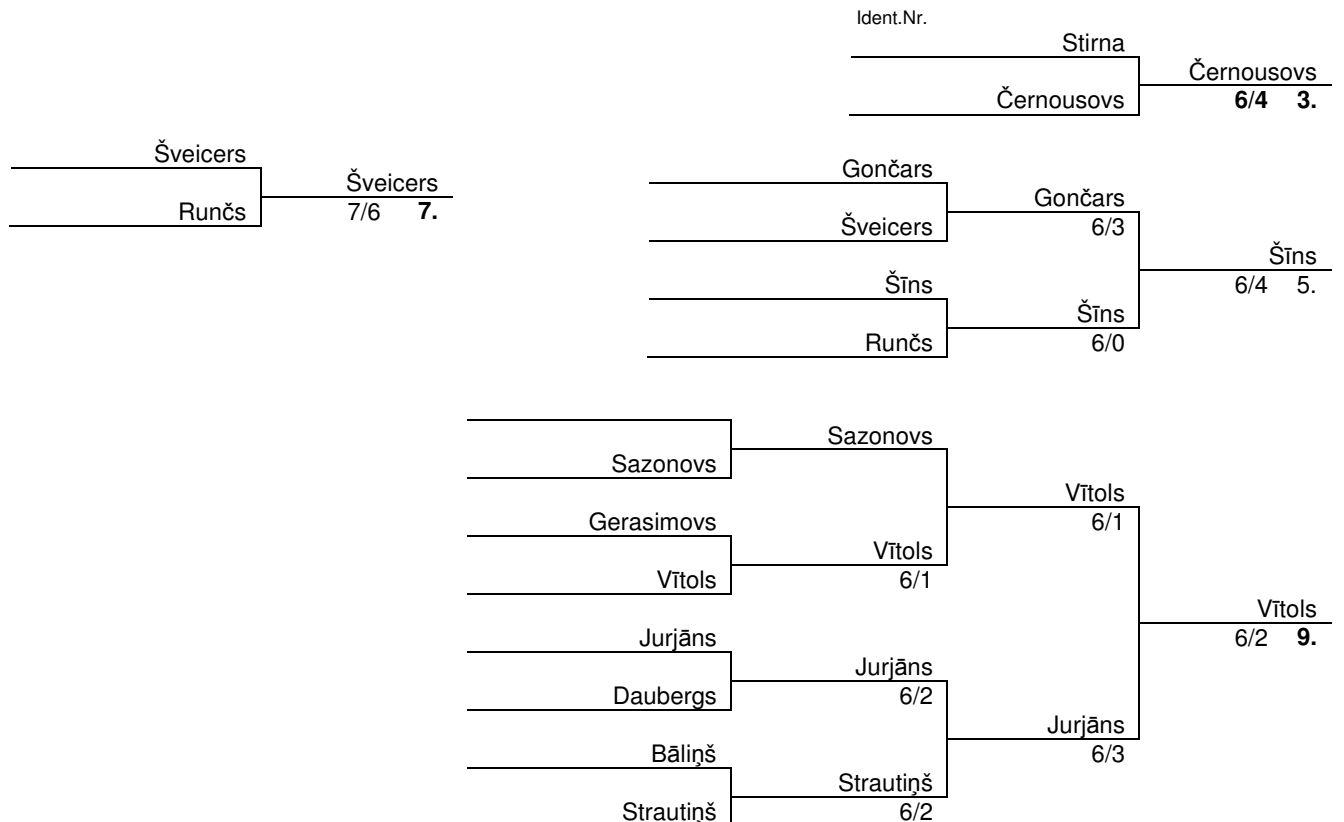 Ident.Nr.
Stirna
Černousovs
Černousovs
6/4 3.
Šveicers
Šveicers
Runčs
7/6 7.
Gončars
Gončars
Šveicers
6/3
Šīns
Šīns
6/4 5.
Šīns
Runčs
6/0
Sazonovs
Sazonovs
Vītols
Gerasimovs
6/1
Vītols
Vītols
6/1
Vītols
6/2 9.
Jurjāns
Jurjāns
Daubergs
6/2
Jurjāns
Bāliņš
6/3
Strautiņš
Strautiņš
6/2